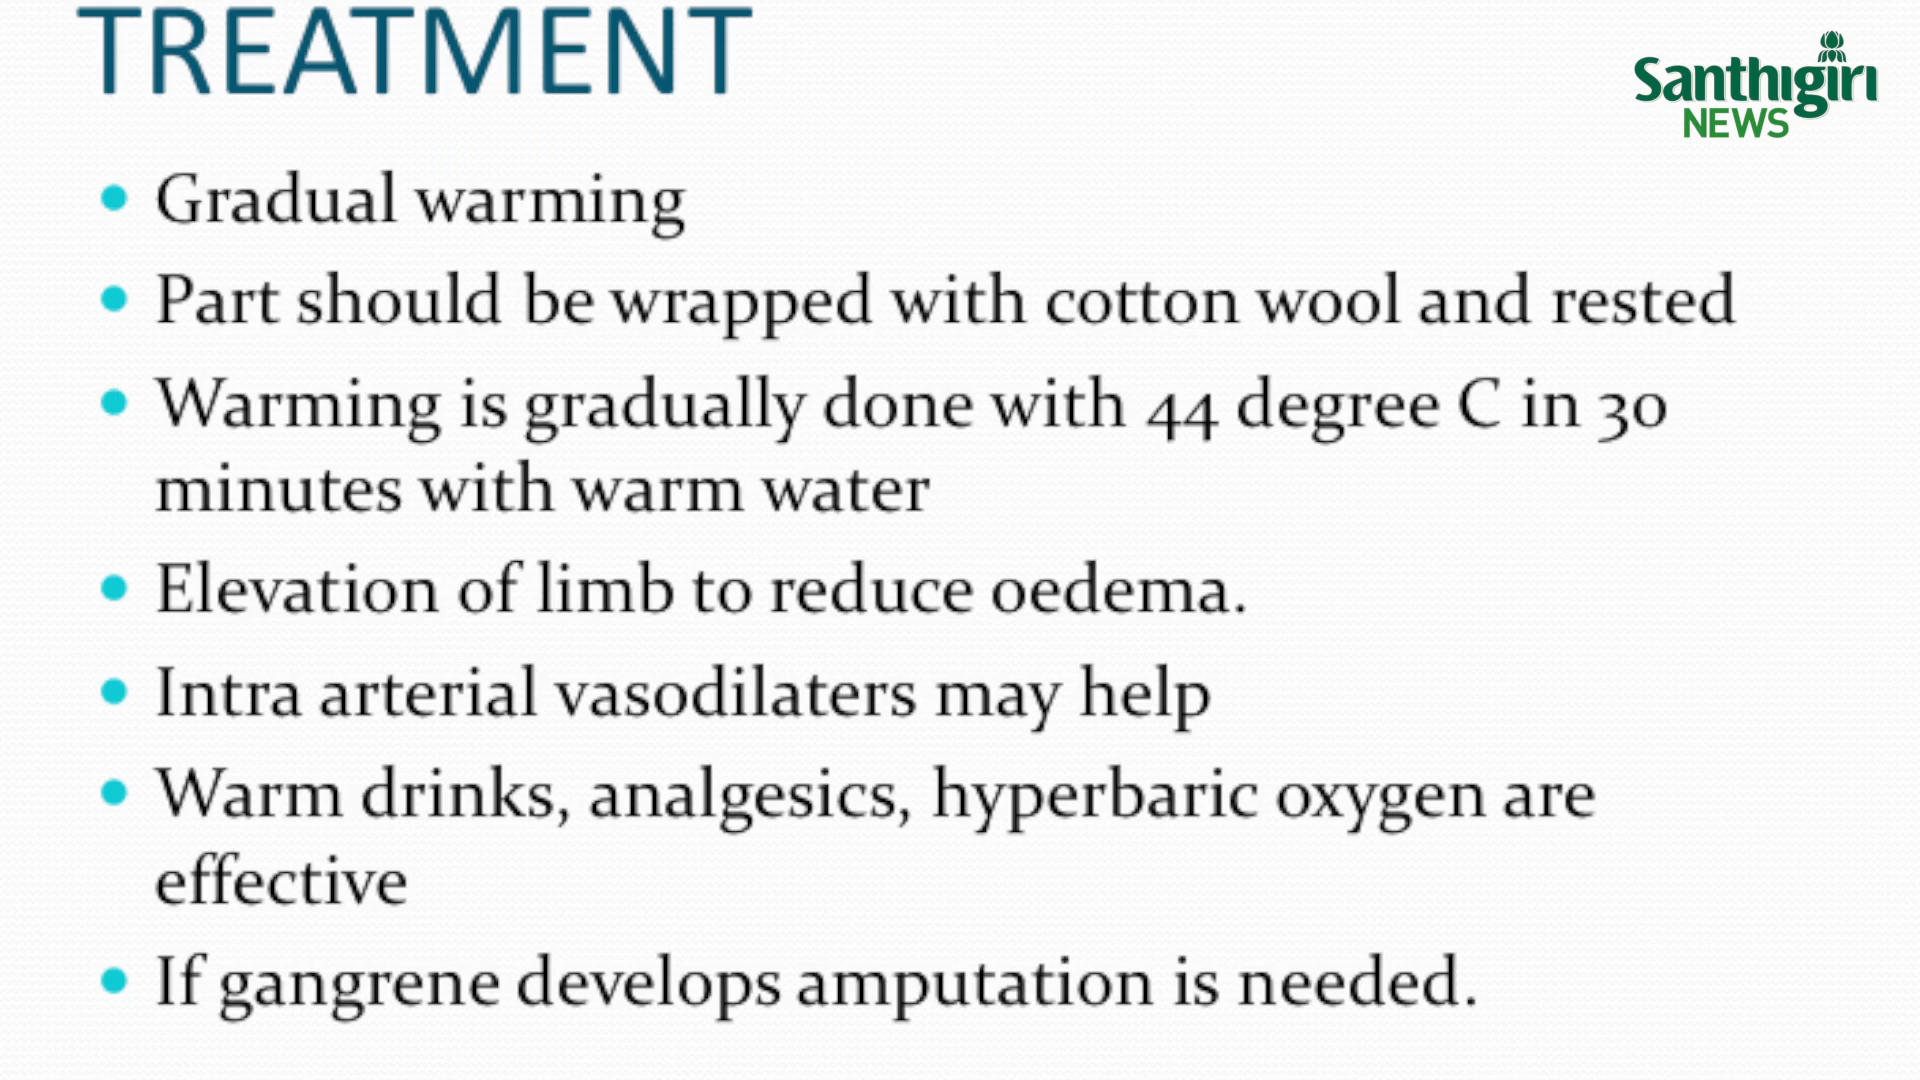 TREATMENT
Santhigiri
NEWS
Gradual warming
Part should be wrapped with cotton wool and rested
Warming is gradually done with 44 degree C in 30
minutes with warm water
Elevation of limb to reduce oedema.
Intra arterial vasodilaters may help
Warm drinks, analgesics, hyperbaric oxygen are
effective
If gangrene develops amputation is needed.